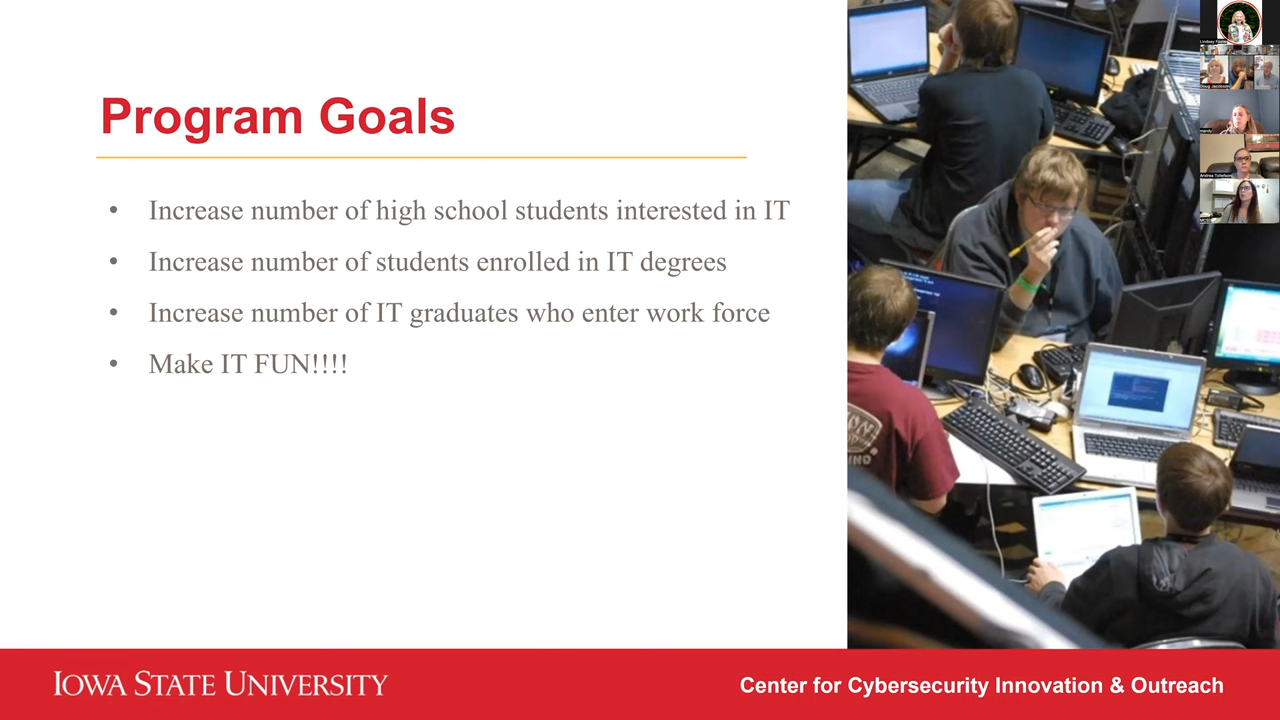 Program Goals
• Increase number of high school students interested in IT
• Increase number of students enrolled in IT degrees
• Increase number of IT graduates who enter work force
• Make IT FUN!!!!
IOWA STATE UNIVERSITY
Center for Cybersecurity Innovation & Outreach
Doug Jacobson